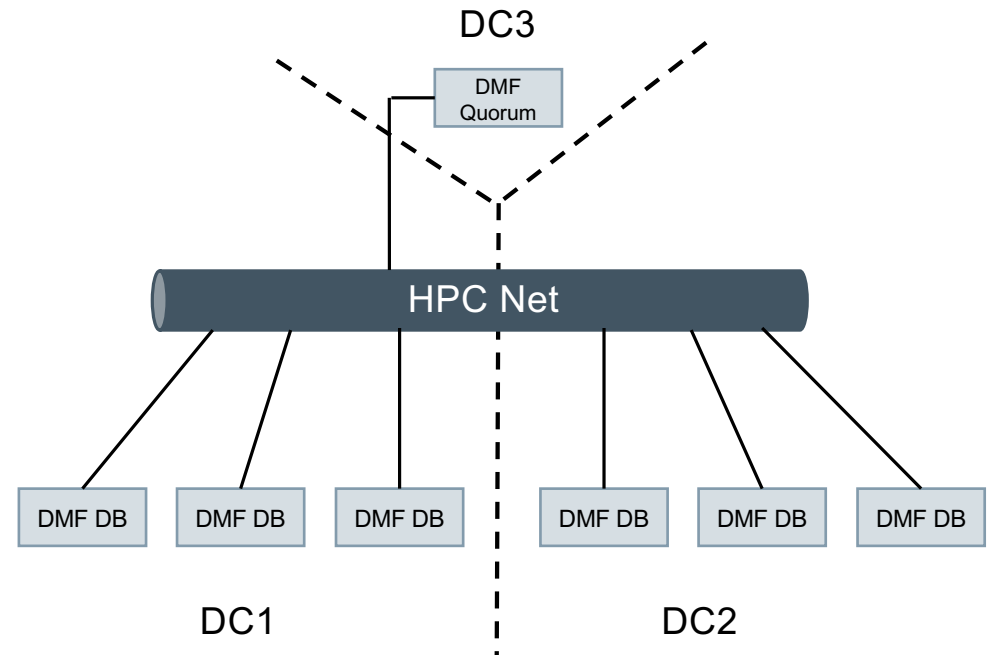 DC3
DMF
Quorum
HPC Net
DMF DB
DMF DB
DMF DB
DMF DB
DMF DB
DMF DB
DC1
DC2